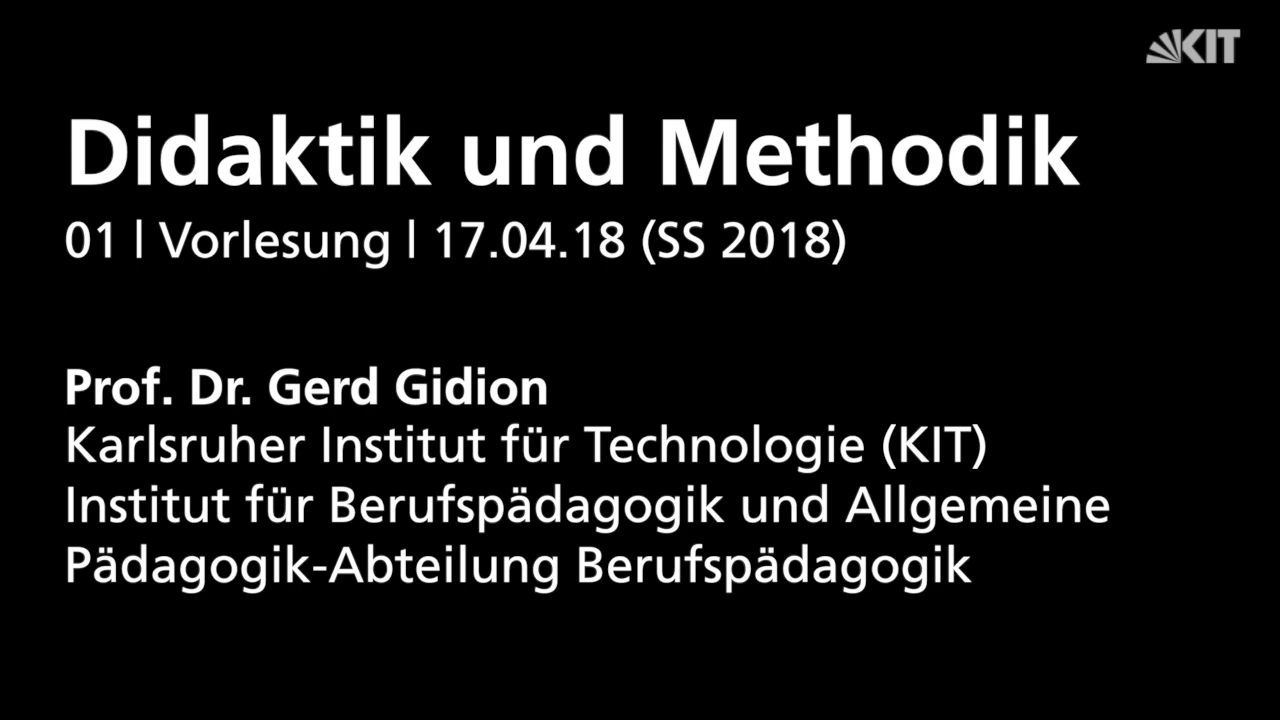 KIT
Didaktik und Methodik
01 | Vorlesung | 17.04.18 (SS 2018)
Prof. Dr. Gerd Gidion
Karlsruher Institut für Technologie (KIT)
Institut für Berufspädagogik und Allgemeine
Pädagogik-Abteilung Berufspädagogik